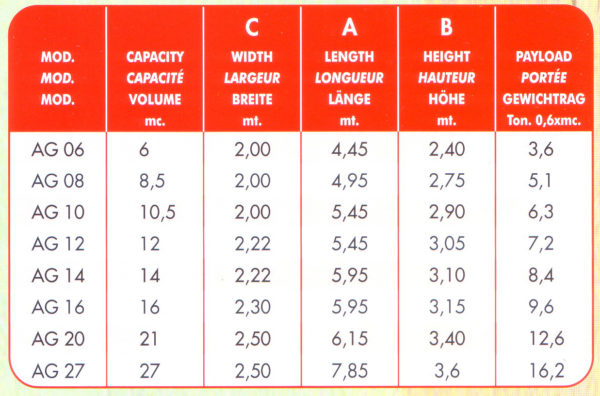 C A B
MOD. CAPACITY WIDTH LENGTH HEIGHT PAYLOAD
MOD. CAPACITÉ LARGEUR LONGUEUR HAUTEUR PORTÉE
MOD. VOLUME BREITE LÄNGE HÖHE GEWICHTRAG
mc. mt. mt. mt. Ton. 0,6xmc.
AG 06 6 2,00 4,45 2,40 3,6
AG 08 8,5 2,00 4,95 2,75 5,1
AG 10 10,5 2,00 5,45 2,90 6,3
AG 12 12 2,22 5,45 3,05 7,2
AG 14 14 2,22 5,95 3,10 8,4
AG 16 16 2,30 5,95 3,15 9,6
AG 20 21 2,50 6,15 3,40 12,6
AG 27 27 2,50 7,85 3,6 16,2